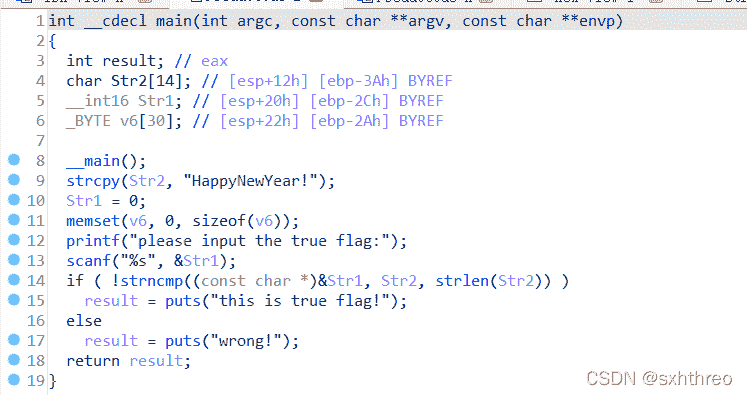 1 int __cdecl main(int argc, const char **argv, const char **envp)
2 {
3 int result; // eax
4 char Str2[14]; // [esp+12h] [ebp-3Ah] BYREF
5 __int16 Str1; // [esp+20h] [ebp-2Ch] BYREF
6 _BYTE v6[30]; // [esp+22h] [ebp-2Ah] BYREF
7
8 __main();
9 strcpy(Str2, "HappyNewYear!");
10 Str1 = 0;
11 memset(v6, 0, sizeof(v6));
12 printf("please input the true flag:");
13 scanf("%s", &Str1);
14 if ( !strncmp((const char *)&Str1, Str2, strlen(Str2)) )
15 result = puts("this is true flag!");
16 else
17 result = puts("wrong!");
18 return result;
19 }
CSDN @sxhthreo